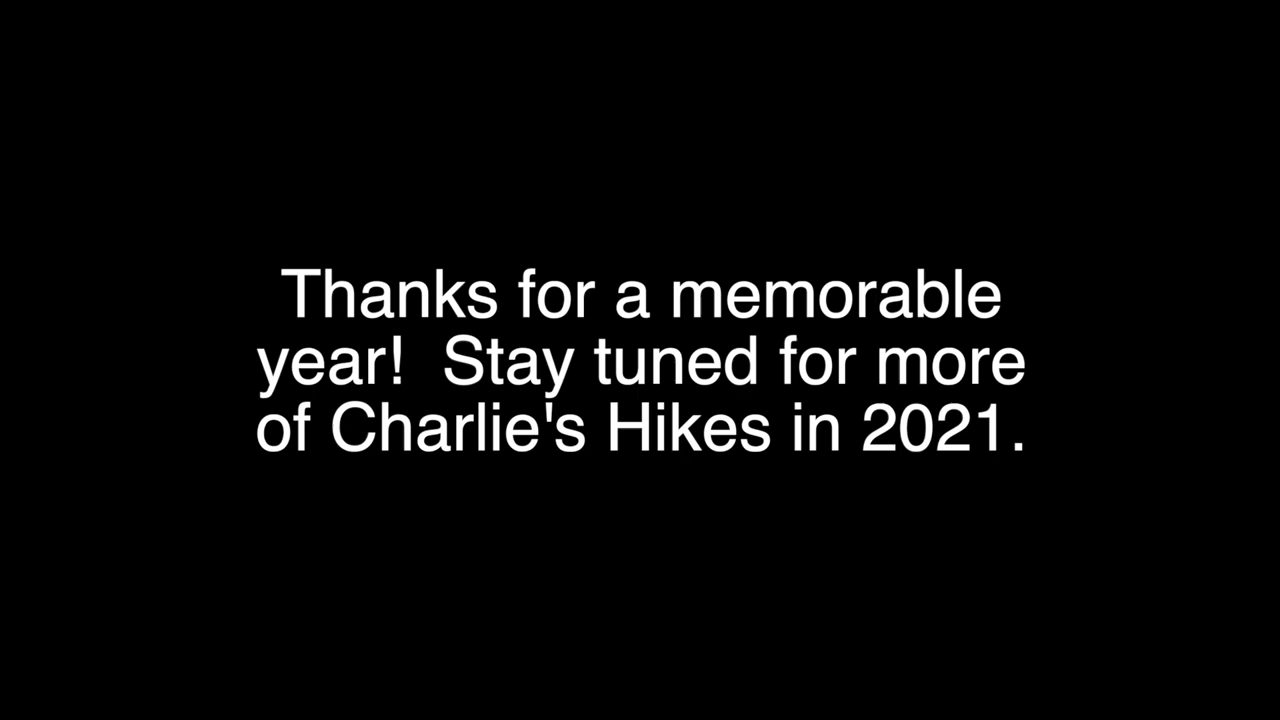 Thanks for a memorable
year!  Stay tuned for more
of Charlie's Hikes in 2021.